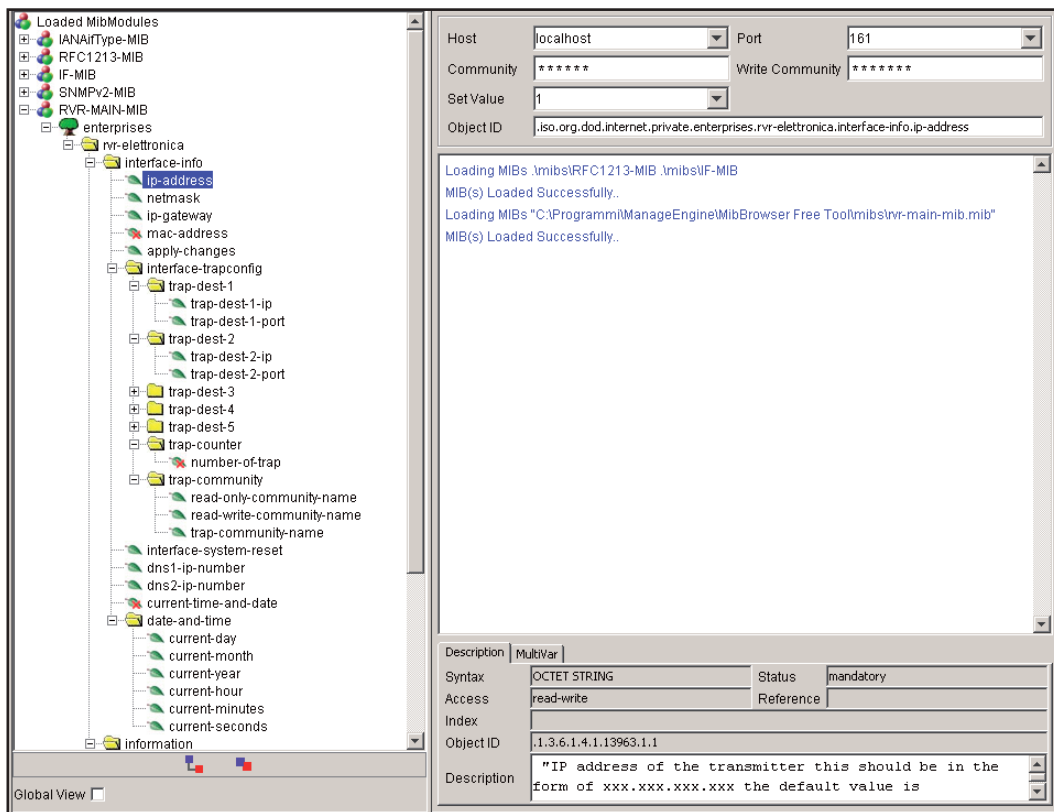 Loaded MibModules
IANAifType-MIB
RFC1213-MIB
IF-MIB
SNMPv2-MIB
RVR-MAIN-MIB
enterprises
rvr-elettronica
interface-info
ip-address
netmask
ip-gateway
mac-address
apply-changes
interface-trapconfig
trap-dest-1
trap-dest-1-ip
trap-dest-1-port
trap-dest-2
trap-dest-2-ip
trap-dest-2-port
trap-dest-3
trap-dest-4
trap-dest-5
trap-counter
number-of-trap
trap-community
read-only-community-name
read-write-community-name
trap-community-name
interface-system-reset
dns1-ip-number
dns2-ip-number
current-time-and-date
date-and-time
current-day
current-month
current-year
current-hour
current-minutes
current-seconds
information
Global View
Host localhost Port 161
Community ****** Write Community *******
Set Value 1
Object ID .iso.org.dod.internet.private.enterprises.rvr-elettronica.interface-info.ip-address
Loading MIBs .\mibs\RFC1213-MIB .\mibs\IF-MIB
MIB(s) Loaded Successfully..
Loading MIBs "C:\Programmi\ManageEngine\MibBrowser Free Tool\mibs\rvr-main-mib.mib"
MIB(s) Loaded Successfully..
Description MultiVar
Syntax OCTET STRING Status mandatory
Access read-write Reference
Index
Object ID .1.3.6.1.4.1.13963.1.1
Description "IP address of the transmitter this should be in the
form of xxx.xxx.xxx.xxx the default value is